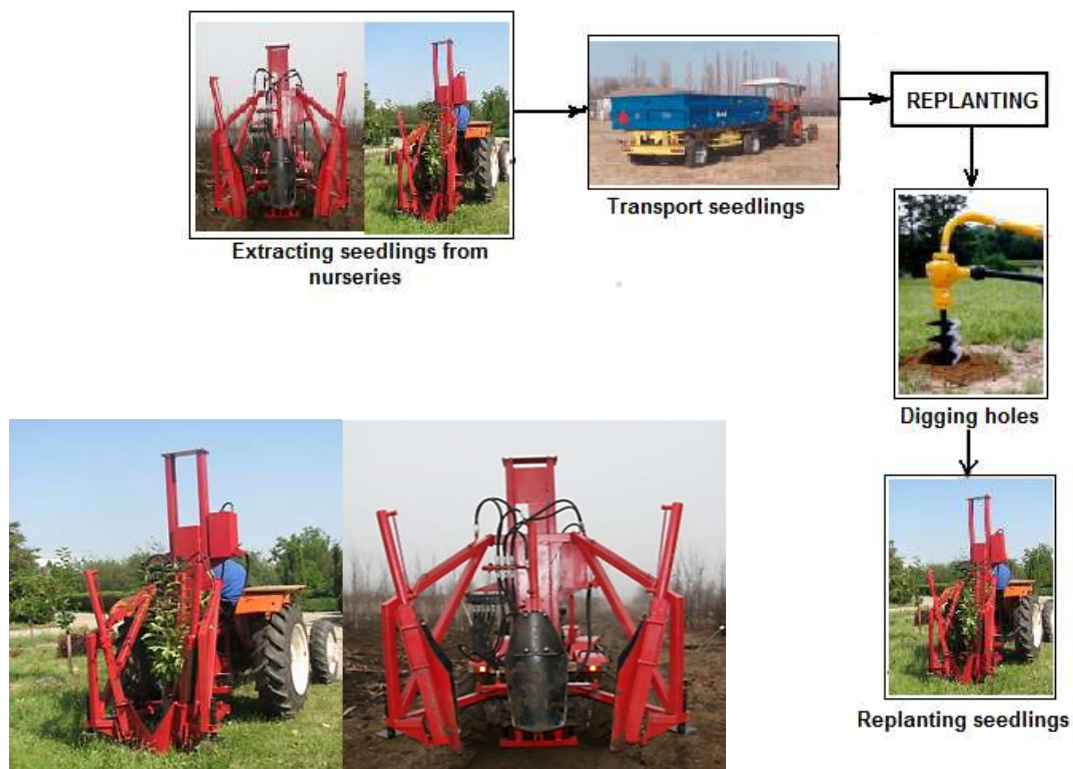 Extracting seedlings from
nurseries
Transport seedlings
REPLANTING
Digging holes
Replanting seedlings